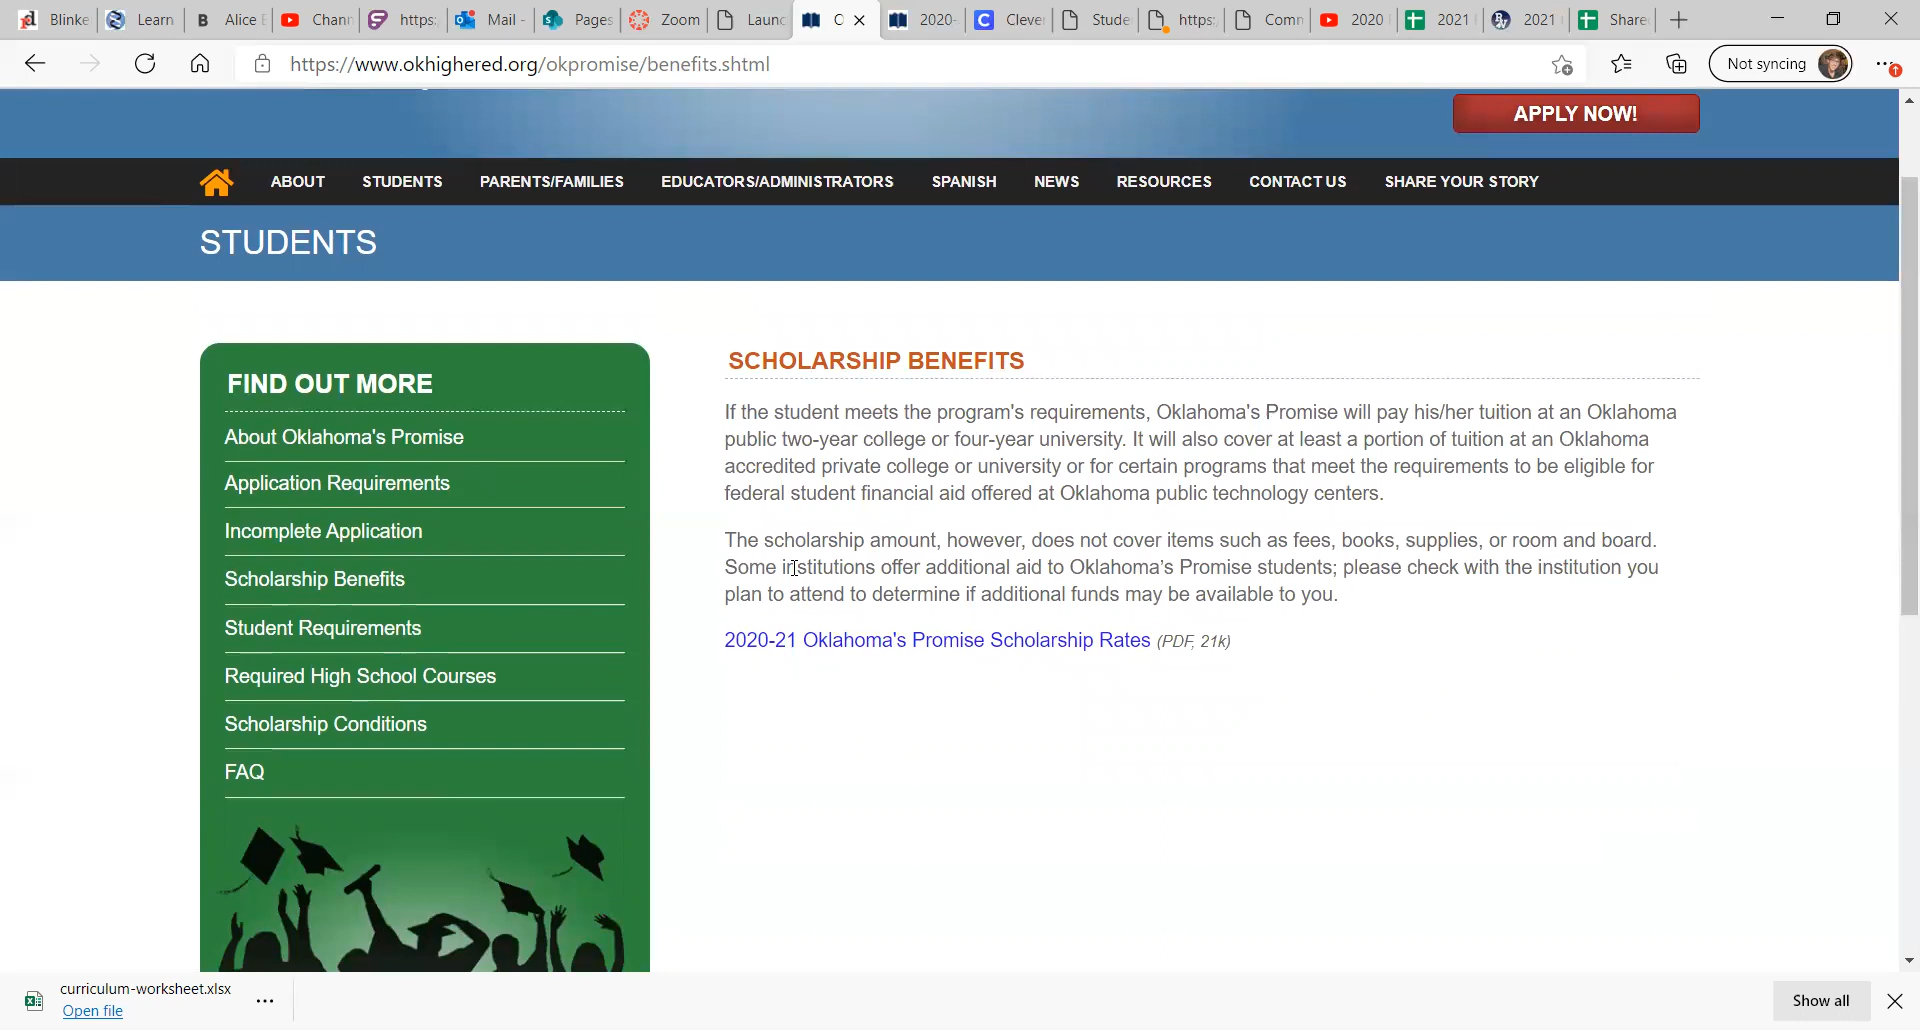 Blinke
Learn
Alice E
Chann
https:
Mail -
Pages
Zoom
Launc
O
2020-
Clever
Stude
https:
Comm
2020
2021
2021
Share
https://www.okhighered.org/okpromise/benefits.shtml
Not syncing
APPLY NOW!
ABOUT STUDENTS PARENTS/FAMILIES EDUCATORS/ADMINISTRATORS SPANISH NEWS RESOURCES CONTACT US SHARE YOUR STORY
STUDENTS
FIND OUT MORE
About Oklahoma's Promise
Application Requirements
Incomplete Application
Scholarship Benefits
Student Requirements
Required High School Courses
Scholarship Conditions
FAQ
SCHOLARSHIP BENEFITS
If the student meets the program's requirements, Oklahoma's Promise will pay his/her tuition at an Oklahoma
public two-year college or four-year university. It will also cover at least a portion of tuition at an Oklahoma
accredited private college or university or for certain programs that meet the requirements to be eligible for
federal student financial aid offered at Oklahoma public technology centers.
The scholarship amount, however, does not cover items such as fees, books, supplies, or room and board.
Some institutions offer additional aid to Oklahoma's Promise students; please check with the institution you
plan to attend to determine if additional funds may be available to you.
2020-21 Oklahoma's Promise Scholarship Rates (PDF, 21k)
curriculum-worksheet.xlsx
Open file
Show all